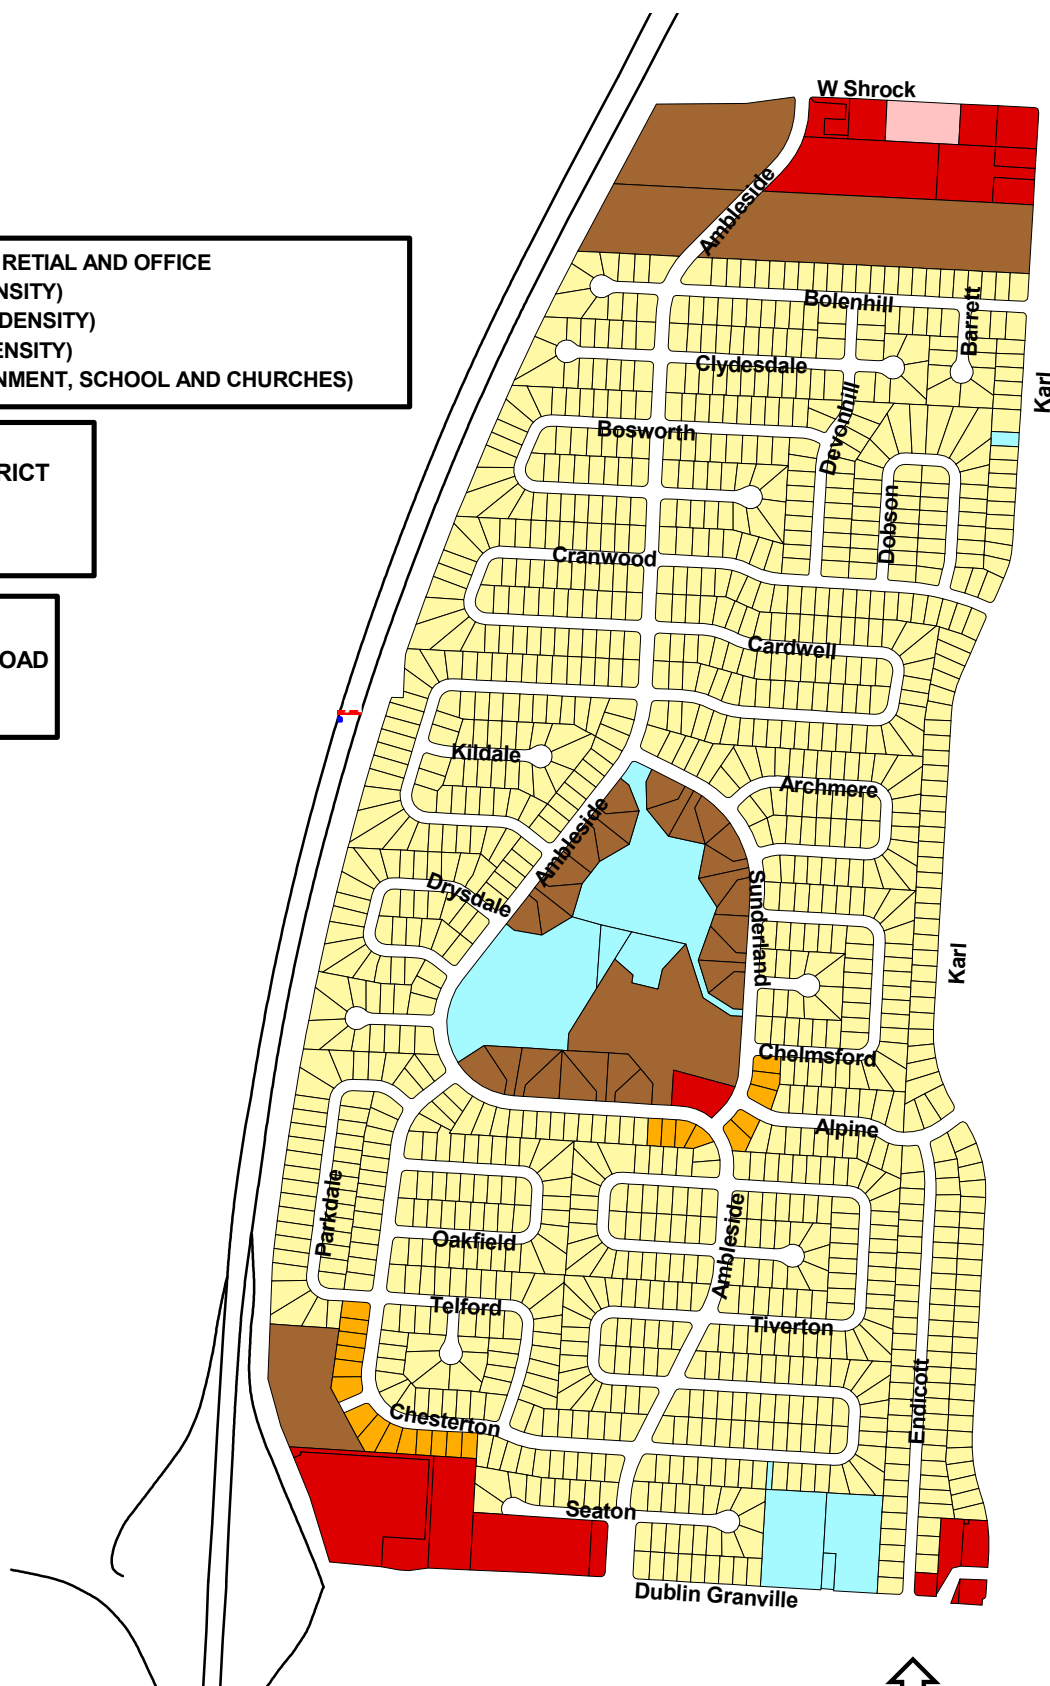 W Shrock
Ambleside
RETIAL AND OFFICE
NSITY)
DENSITY)
ENSITY)
NMENT, SCHOOL AND CHURCHES)
Bolenhill
Barrett
Clydesdale
Karl
RICT
Bosworth
Devonhill
Dobson
Cranwood
OAD
Cardwell
Kildale
Archmere
Ambleside
Drysdale
Sunderland
Karl
Chelmsford
Alpine
Parkdale
Ambleside
Oakfield
Telford
Tiverton
Endicott
Chesterton
Seaton
Dublin Granville